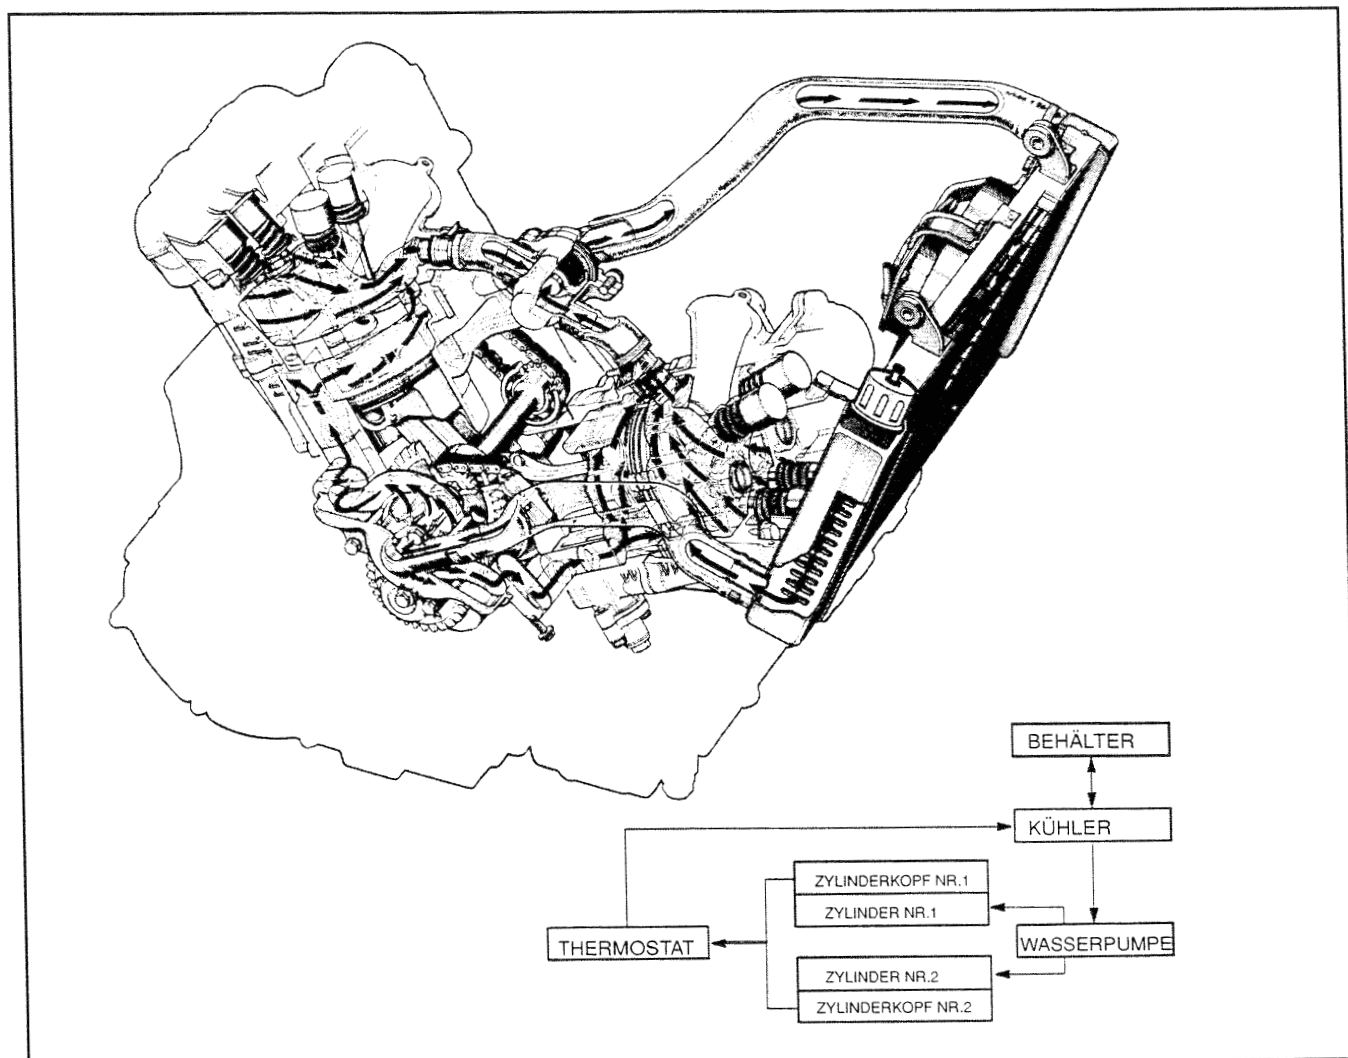 BEHÄLTER
KÜHLER
ZYLINDERKOPF NR.1
ZYLINDER NR.1
THERMOSTAT
WASSERPUMPE
ZYLINDER NR.2
ZYLINDERKOPF NR.2